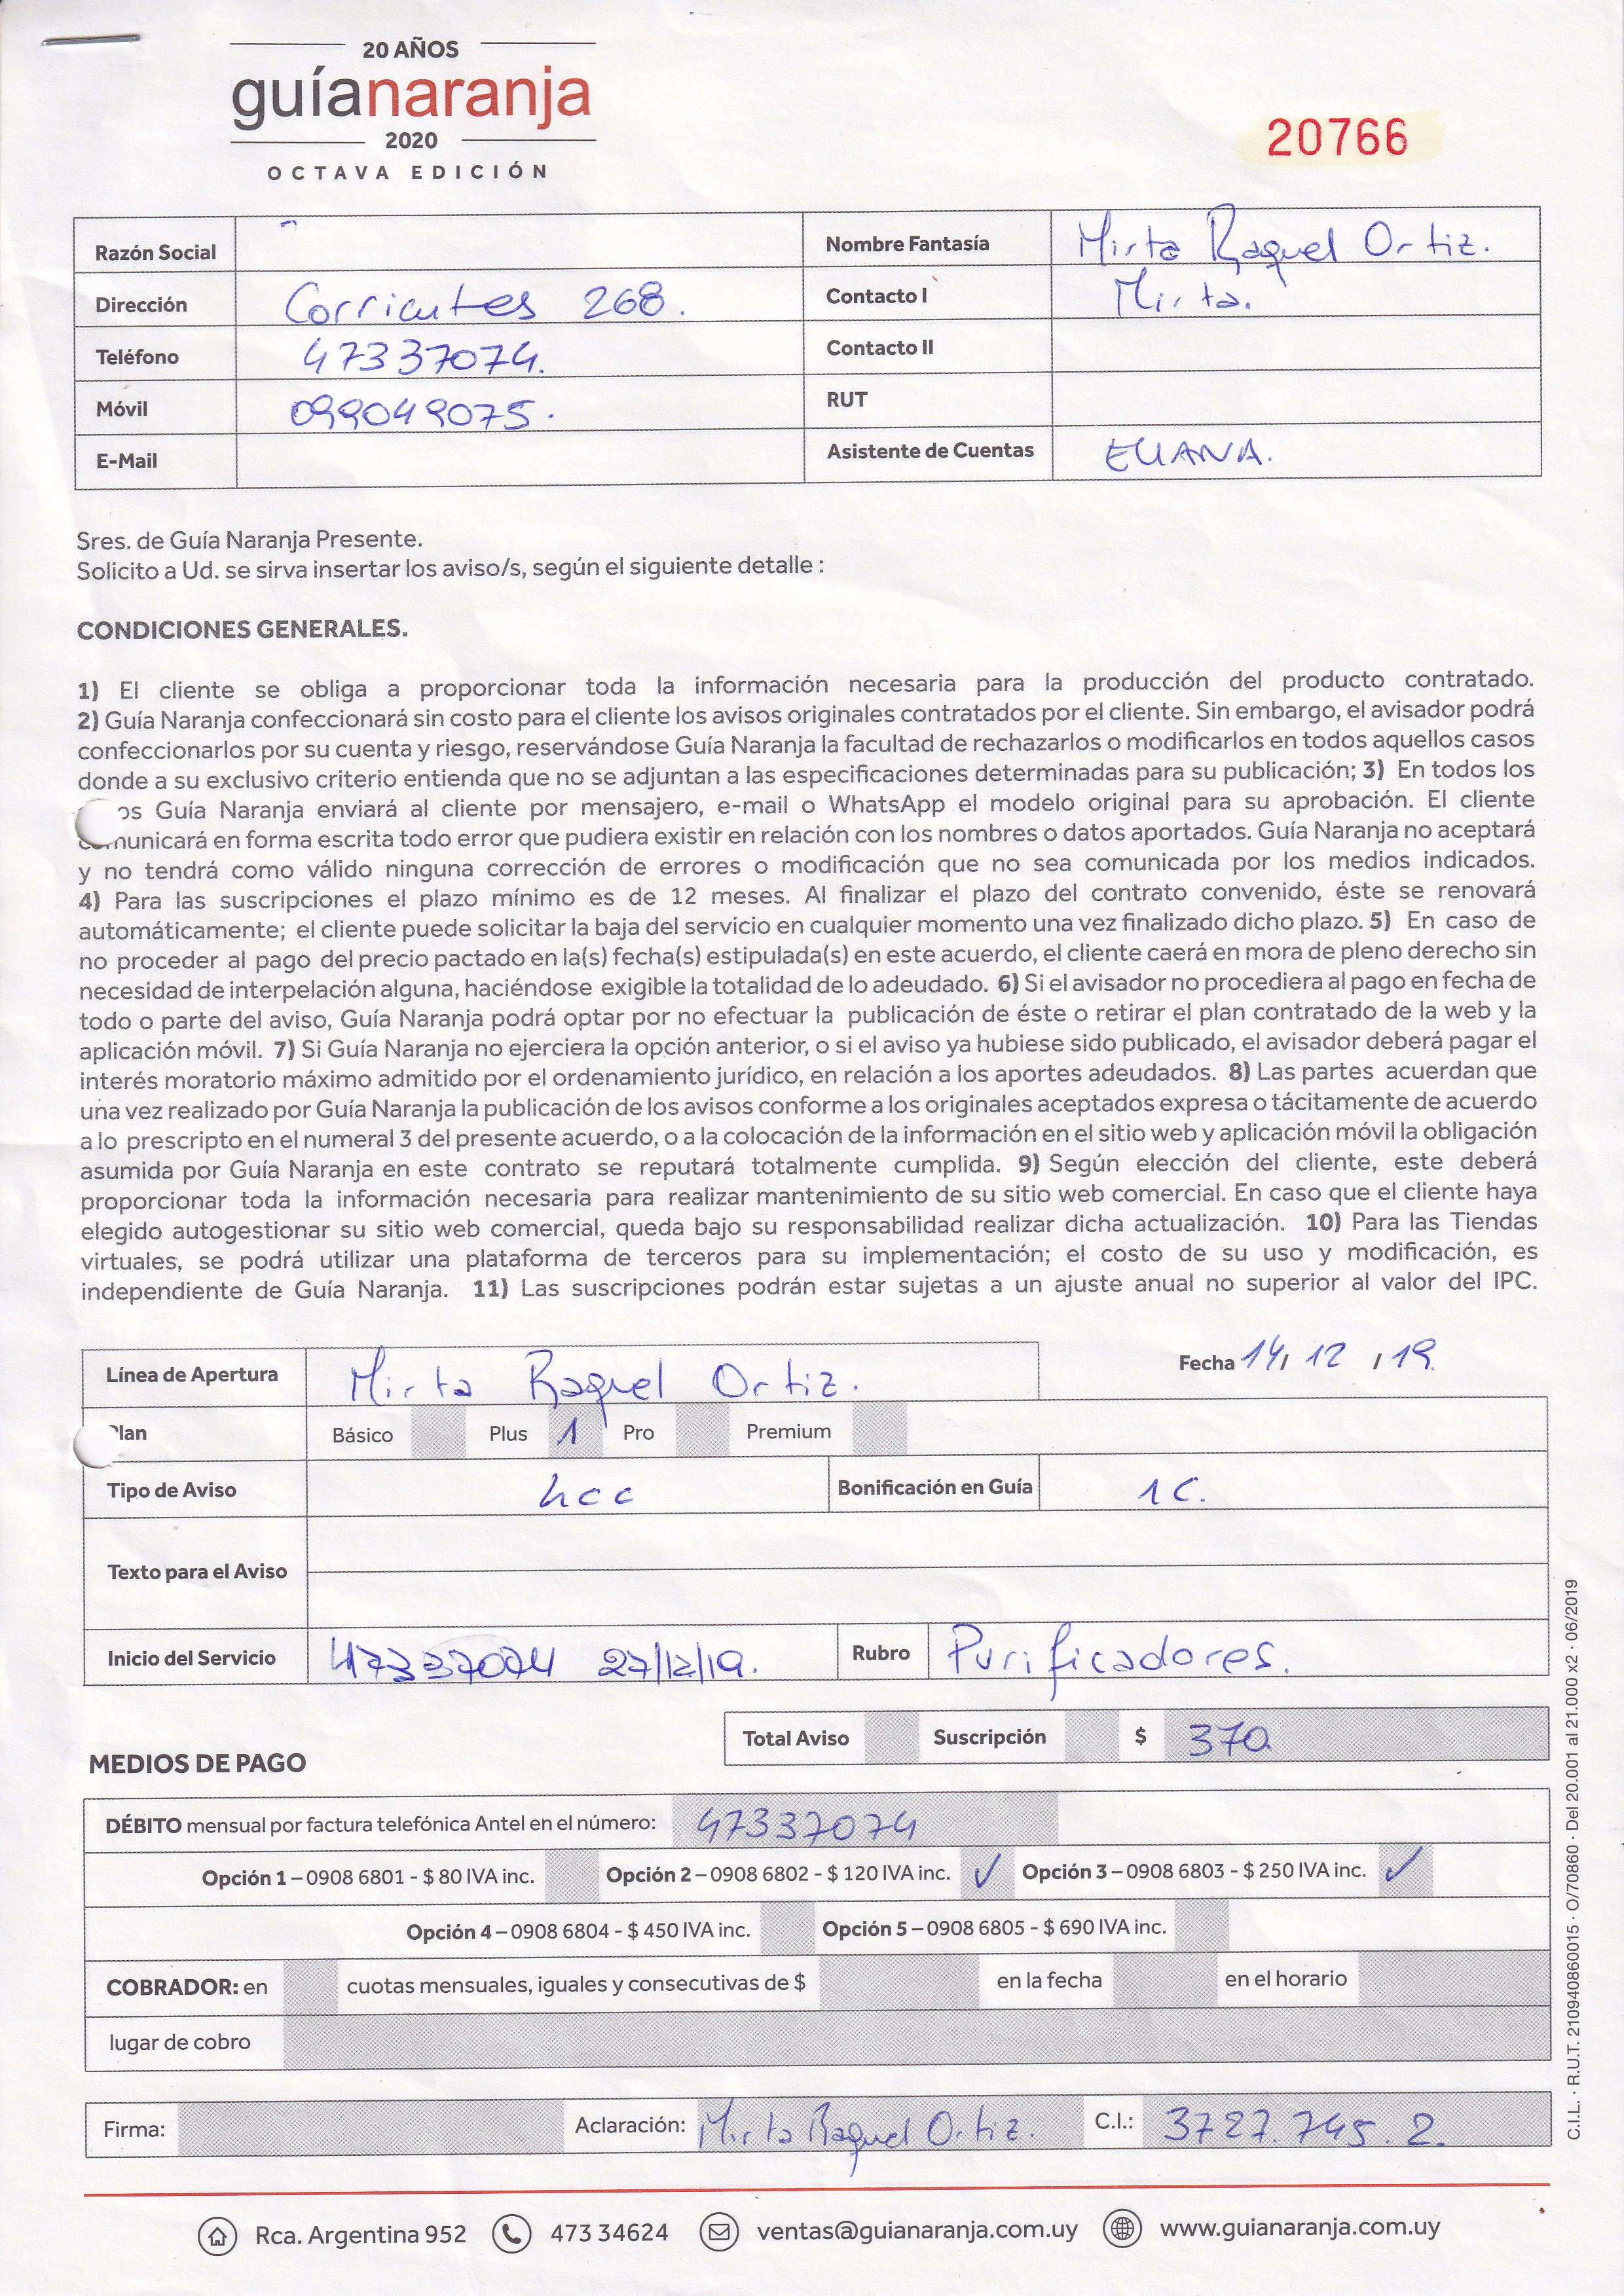 20 AÑOS
guíanaranja
2020
OCTAVA EDICIÓN
20766
Razón Social
Nombre Fantasía Mirta Raquel Ortiz.
Dirección Corrientes 268.
Contacto I Mirta.
Teléfono 47337074.
Contacto II
Móvil 099049075.
RUT
E-Mail
Asistente de Cuentas ELIANA.
Sres. de Guía Naranja Presente.
Solicito a Ud. se sirva insertar los aviso/s, según el siguiente detalle :
CONDICIONES GENERALES.
1) El cliente se obliga a proporcionar toda la información necesaria para la producción del producto contratado.
2) Guía Naranja confeccionará sin costo para el cliente los avisos originales contratados por el cliente. Sin embargo, el avisador podrá
confeccionarlos por su cuenta y riesgo, reservándose Guía Naranja la facultad de rechazarlos o modificarlos en todos aquellos casos
donde a su exclusivo criterio entienda que no se adjuntan a las especificaciones determinadas para su publicación; 3) En todos los
os Guía Naranja enviará al cliente por mensajero, e-mail o WhatsApp el modelo original para su aprobación. El cliente
comunicará en forma escrita todo error que pudiera existir en relación con los nombres o datos aportados. Guía Naranja no aceptará
y no tendrá como válido ninguna corrección de errores o modificación que no sea comunicada por los medios indicados.
4) Para las suscripciones el plazo mínimo es de 12 meses. Al finalizar el plazo del contrato convenido, éste se renovará
automáticamente; el cliente puede solicitar la baja del servicio en cualquier momento una vez finalizado dicho plazo. 5) En caso de
no proceder al pago del precio pactado en la(s) fecha(s) estipulada(s) en este acuerdo, el cliente caerá en mora de pleno derecho sin
necesidad de interpelación alguna, haciéndose exigible la totalidad de lo adeudado. 6) Si el avisador no procediera al pago en fecha de
todo o parte del aviso, Guía Naranja podrá optar por no efectuar la publicación de éste o retirar el plan contratado de la web y la
aplicación móvil. 7) Si Guía Naranja no ejerciera la opción anterior, o si el aviso ya hubiese sido publicado, el avisador deberá pagar el
interés moratorio máximo admitido por el ordenamiento jurídico, en relación a los aportes adeudados. 8) Las partes acuerdan que
una vez realizado por Guía Naranja la publicación de los avisos conforme a los originales aceptados expresa o tácitamente de acuerdo
a lo prescripto en el numeral 3 del presente acuerdo, o a la colocación de la información en el sitio web y aplicación móvil la obligación
asumida por Guía Naranja en este contrato se reputará totalmente cumplida. 9) Según elección del cliente, este deberá
proporcionar toda la información necesaria para realizar mantenimiento de su sitio web comercial. En caso que el cliente haya
elegido autogestionar su sitio web comercial, queda bajo su responsabilidad realizar dicha actualización. 10) Para las Tiendas
virtuales, se podrá utilizar una plataforma de terceros para su implementación; el costo de su uso y modificación, es
independiente de Guía Naranja. 11) Las suscripciones podrán estar sujetas a un ajuste anual no superior al valor del IPC.
Línea de Apertura Mirta Raquel Ortiz.
Fecha 14/ 12 / 19.
Plan Básico Plus 1 Pro Premium
Tipo de Aviso 4cc Bonificación en Guía 1C.
Texto para el Aviso
Inicio del Servicio 47337074 27/12/19. Rubro Purificadores.
Total Aviso Suscripción $ 370.
MEDIOS DE PAGO
DÉBITO mensual por factura telefónica Antel en el número: 47337074
Opción 1 – 0908 6801 - $ 80 IVA inc. Opción 2 – 0908 6802 - $ 120 IVA inc. ✓ Opción 3 – 0908 6803 - $ 250 IVA inc. ✓
Opción 4 – 0908 6804 - $ 450 IVA inc. Opción 5 – 0908 6805 - $ 690 IVA inc.
COBRADOR: en cuotas mensuales, iguales y consecutivas de $ en la fecha en el horario
lugar de cobro
Firma: Aclaración: Mirta Raquel Ortiz. C.I.: 3727.745.2.
Rca. Argentina 952 473 34624 ventas@guianaranja.com.uy www.guianaranja.com.uy
C.I.L. · R.U.T. 210940860015 · O/70860 · Del 20.001 al 21.000 x2 · 06/2019